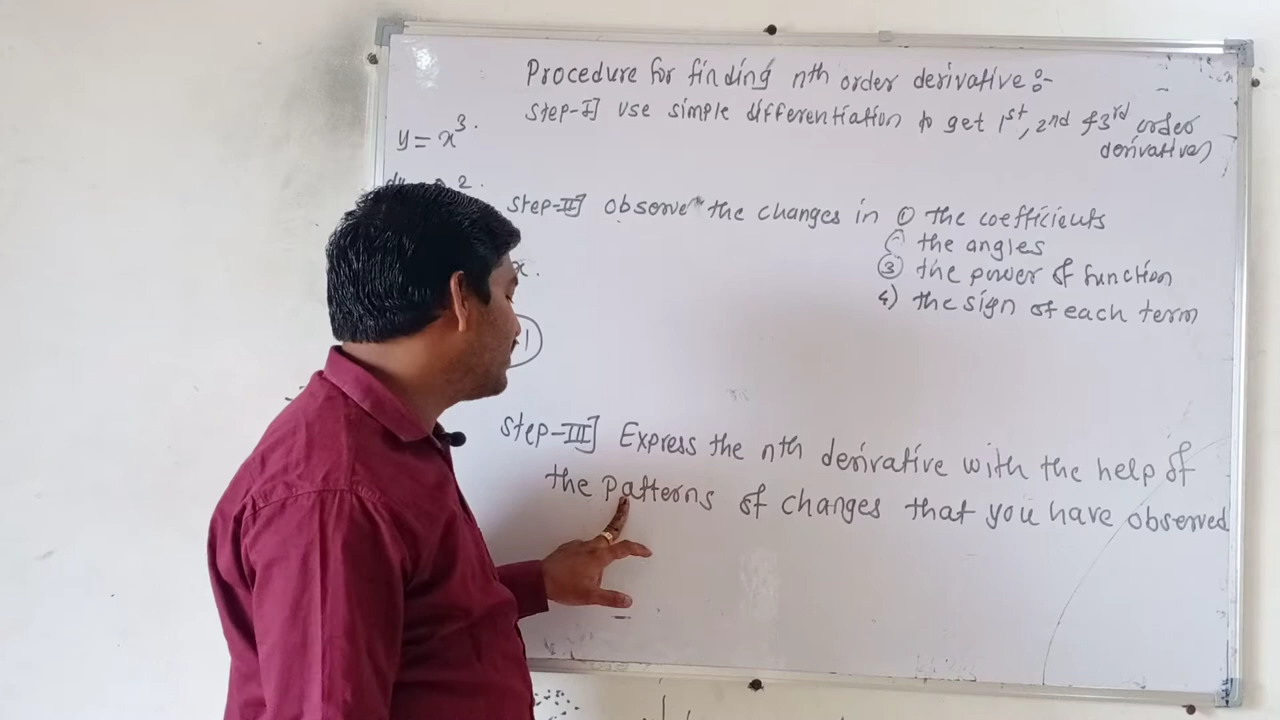 Procedure for finding nth order derivative :-
Step-I] Use simple differentiation to get 1st, 2nd & 3rd order
derivatives
y = x³.
2.
Step-II] Observe the changes in ① the coefficients
the angles
③ the power of function
4) the sign of each term
x.
1
Step-III] Express the nth derivative with the help of
the patterns of changes that you have observed